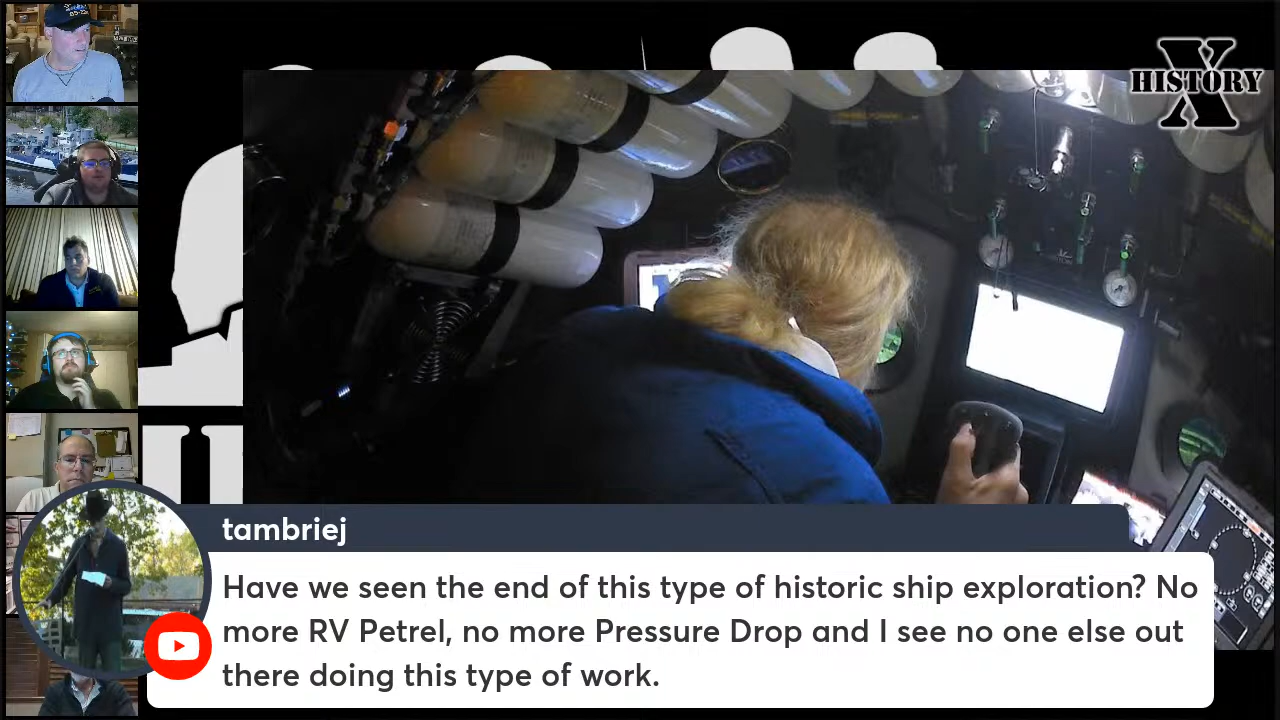 X
HISTORY
tambriej
Have we seen the end of this type of historic ship exploration? No
more RV Petrel, no more Pressure Drop and I see no one else out
there doing this type of work.